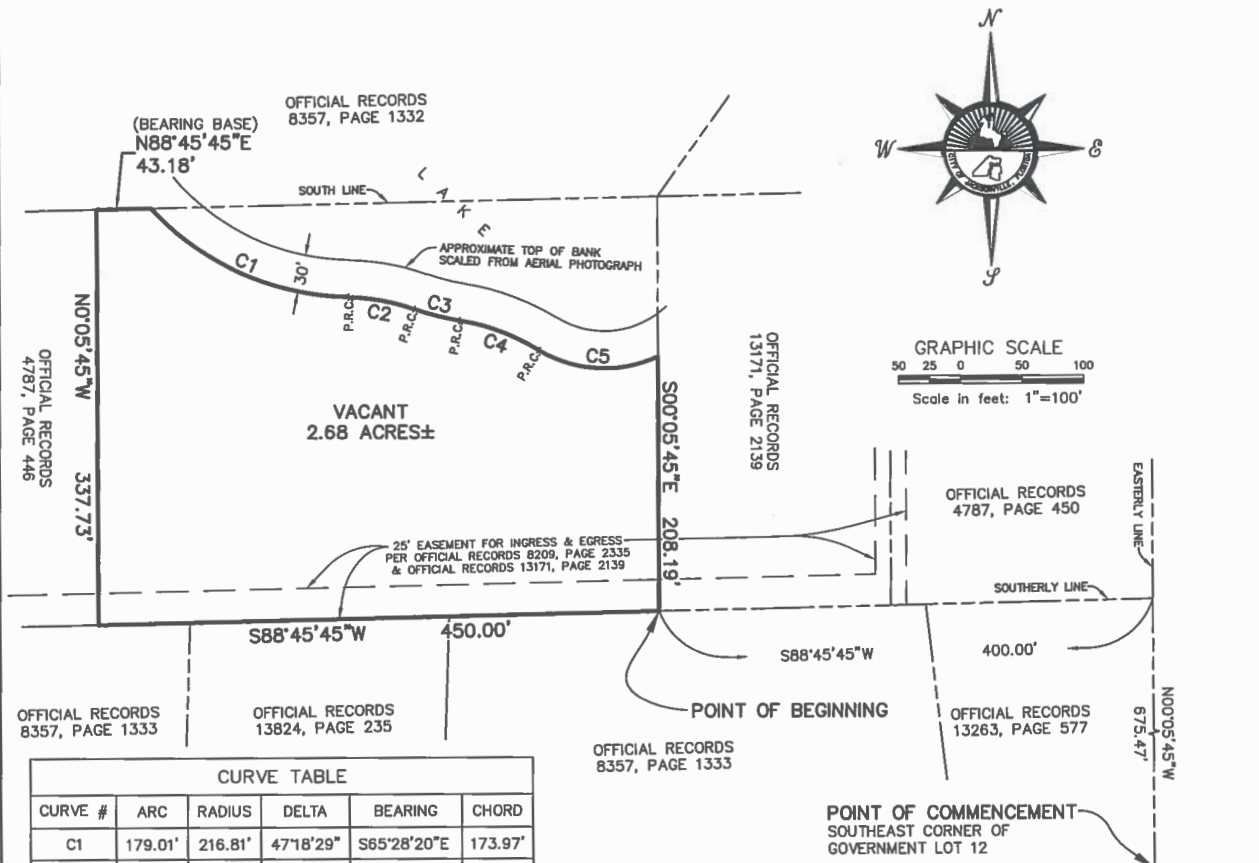 N
W
E
S
CITY OF JACKSONVILLE, FLORIDA
OFFICIAL RECORDS
8357, PAGE 1332
(BEARING BASE)
N88°45'45"E
43.18'
SOUTH LINE
LAKE
APPROXIMATE TOP OF BANK
SCALED FROM AERIAL PHOTOGRAPH
C1
30'
P.R.C.
C2
P.R.C.
C3
P.R.C.
C4
P.R.C.
C5
GRAPHIC SCALE
50 25 0 50 100
Scale in feet: 1"=100'
N0°05'45"W 337.73'
OFFICIAL RECORDS
4787, PAGE 446
VACANT
2.68 ACRES±
S00°05'45"E 208.19'
OFFICIAL RECORDS
13171, PAGE 2139
OFFICIAL RECORDS
4787, PAGE 450
EASTERLY LINE
25' EASEMENT FOR INGRESS & EGRESS
PER OFFICIAL RECORDS 8209, PAGE 2335
& OFFICIAL RECORDS 13171, PAGE 2139
SOUTHERLY LINE
S88°45'45"W 450.00'
S88°45'45"W 400.00'
POINT OF BEGINNING
OFFICIAL RECORDS
8357, PAGE 1333
OFFICIAL RECORDS
13824, PAGE 235
OFFICIAL RECORDS
8357, PAGE 1333
OFFICIAL RECORDS
13263, PAGE 577
N00°05'45"W
675.47'
POINT OF COMMENCEMENT
SOUTHEAST CORNER OF
GOVERNMENT LOT 12
CURVE TABLE
CURVE # ARC RADIUS DELTA BEARING CHORD
C1 179.01' 216.81' 47°18'29" S65°28'20"E 173.97'